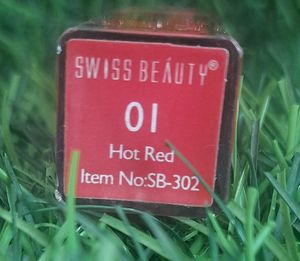 SWISS BEAUTY®
01
Hot Red
Item No:SB-302